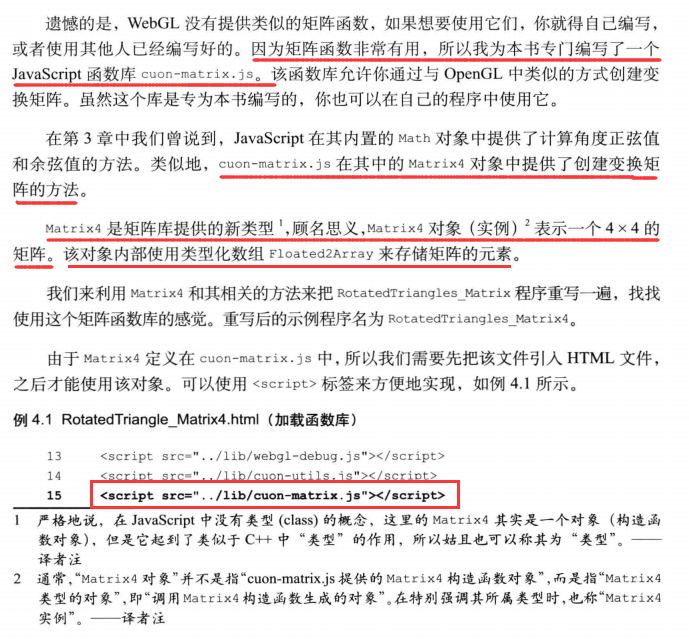 遗憾的是，WebGL 没有提供类似的矩阵函数，如果想要使用它们，你就得自己编写，
或者使用其他人已经编写好的。因为矩阵函数非常有用，所以我为本书专门编写了一个
JavaScript 函数库 cuon-matrix.js。该函数库允许你通过与 OpenGL 中类似的方式创建变
换矩阵。虽然这个库是专为本书编写的，你也可以在自己的程序中使用它。
在第 3 章中我们曾说到，JavaScript 在其内置的 Math 对象中提供了计算角度正弦值
和余弦值的方法。类似地，cuon-matrix.js 在其中的 Matrix4 对象中提供了创建变换矩
阵的方法。
Matrix4 是矩阵库提供的新类型 1，顾名思义，Matrix4 对象（实例）2 表示一个 4×4 的
矩阵。该对象内部使用类型化数组 Floated2Array 来存储矩阵的元素。
我们来利用 Matrix4 和其相关的方法来把 RotatedTriangles_Matrix 程序重写一遍，找找
使用这个矩阵函数库的感觉。重写后的示例程序名为 RotatedTriangles_Matrix4。
由于 Matrix4 定义在 cuon-matrix.js 中，所以我们需要先把该文件引入 HTML 文件，
之后才能使用该对象。可以使用 <script> 标签来方便地实现，如例 4.1 所示。
例 4.1 RotatedTriangle_Matrix4.html（加载函数库）
13 <script src="../lib/webgl-debug.js"></script>
14 <script src="../lib/cuon-utils.js"></script>
15 <script src="../lib/cuon-matrix.js"></script>
1 严格地说，在 JavaScript 中没有类型 (class) 的概念，这里的 Matrix4 其实是一个对象（构造函
数对象），但是它起到了类似于 C++ 中“类型”的作用，所以姑且也可以称其为“类型”。——
译者注
2 通常，“Matrix4 对象”并不是指“cuon-matrix.js 提供的 Matrix4 构造函数对象”，而是指“Matrix4
类型的对象”，即“调用 Matrix4 构造函数生成的对象”。在特别强调其所属类型时，也称“Matrix4
实例”。——译者注